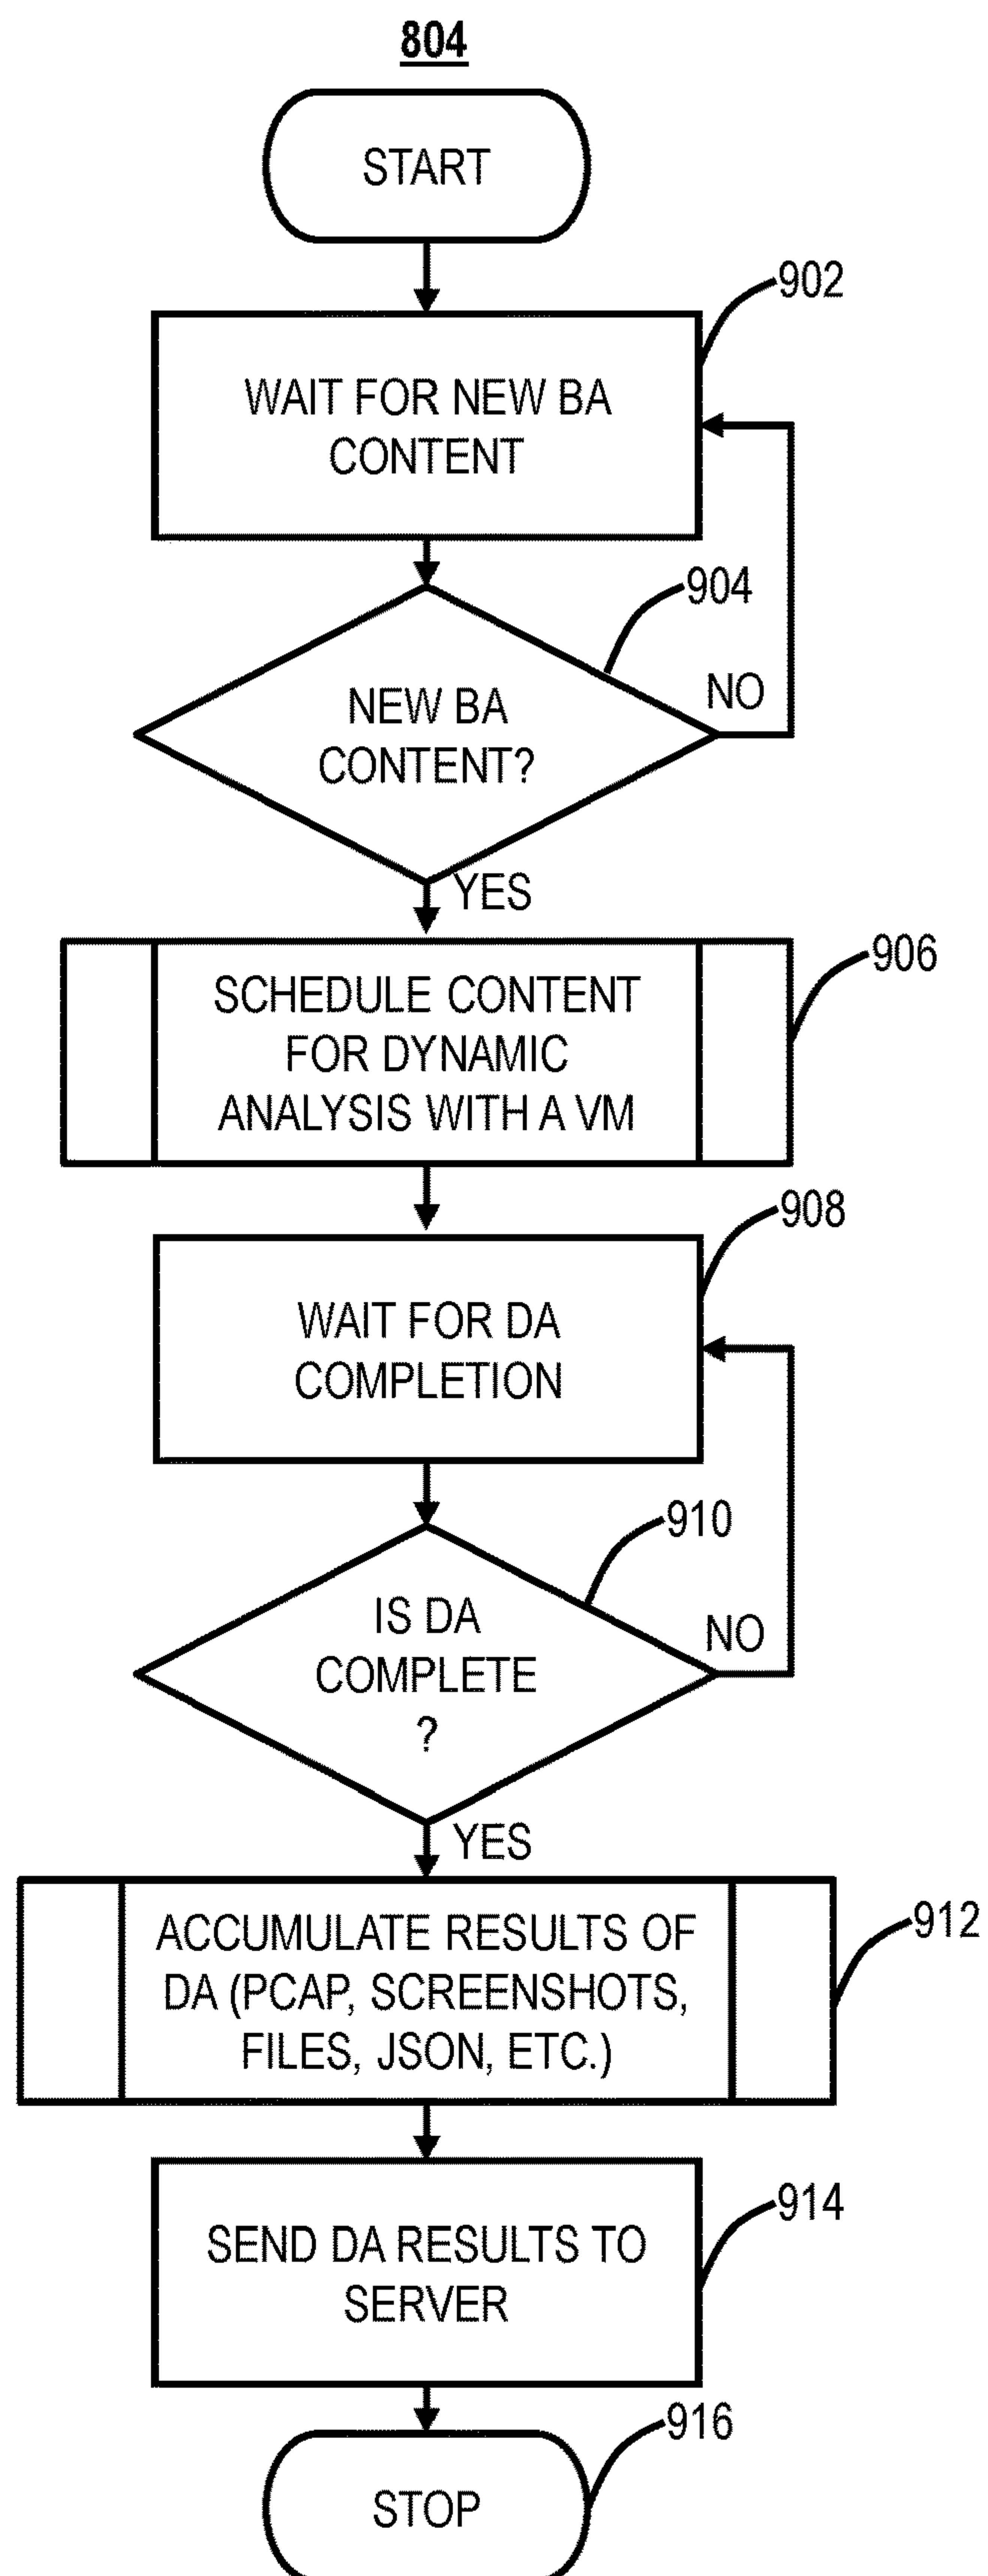 804
START
902
WAIT FOR NEW BA
CONTENT
904
NEW BA
CONTENT?
NO
YES
906
SCHEDULE CONTENT
FOR DYNAMIC
ANALYSIS WITH A VM
908
WAIT FOR DA
COMPLETION
910
IS DA
COMPLETE
?
NO
YES
912
ACCUMULATE RESULTS OF
DA (PCAP, SCREENSHOTS,
FILES, JSON, ETC.)
914
SEND DA RESULTS TO
SERVER
916
STOP